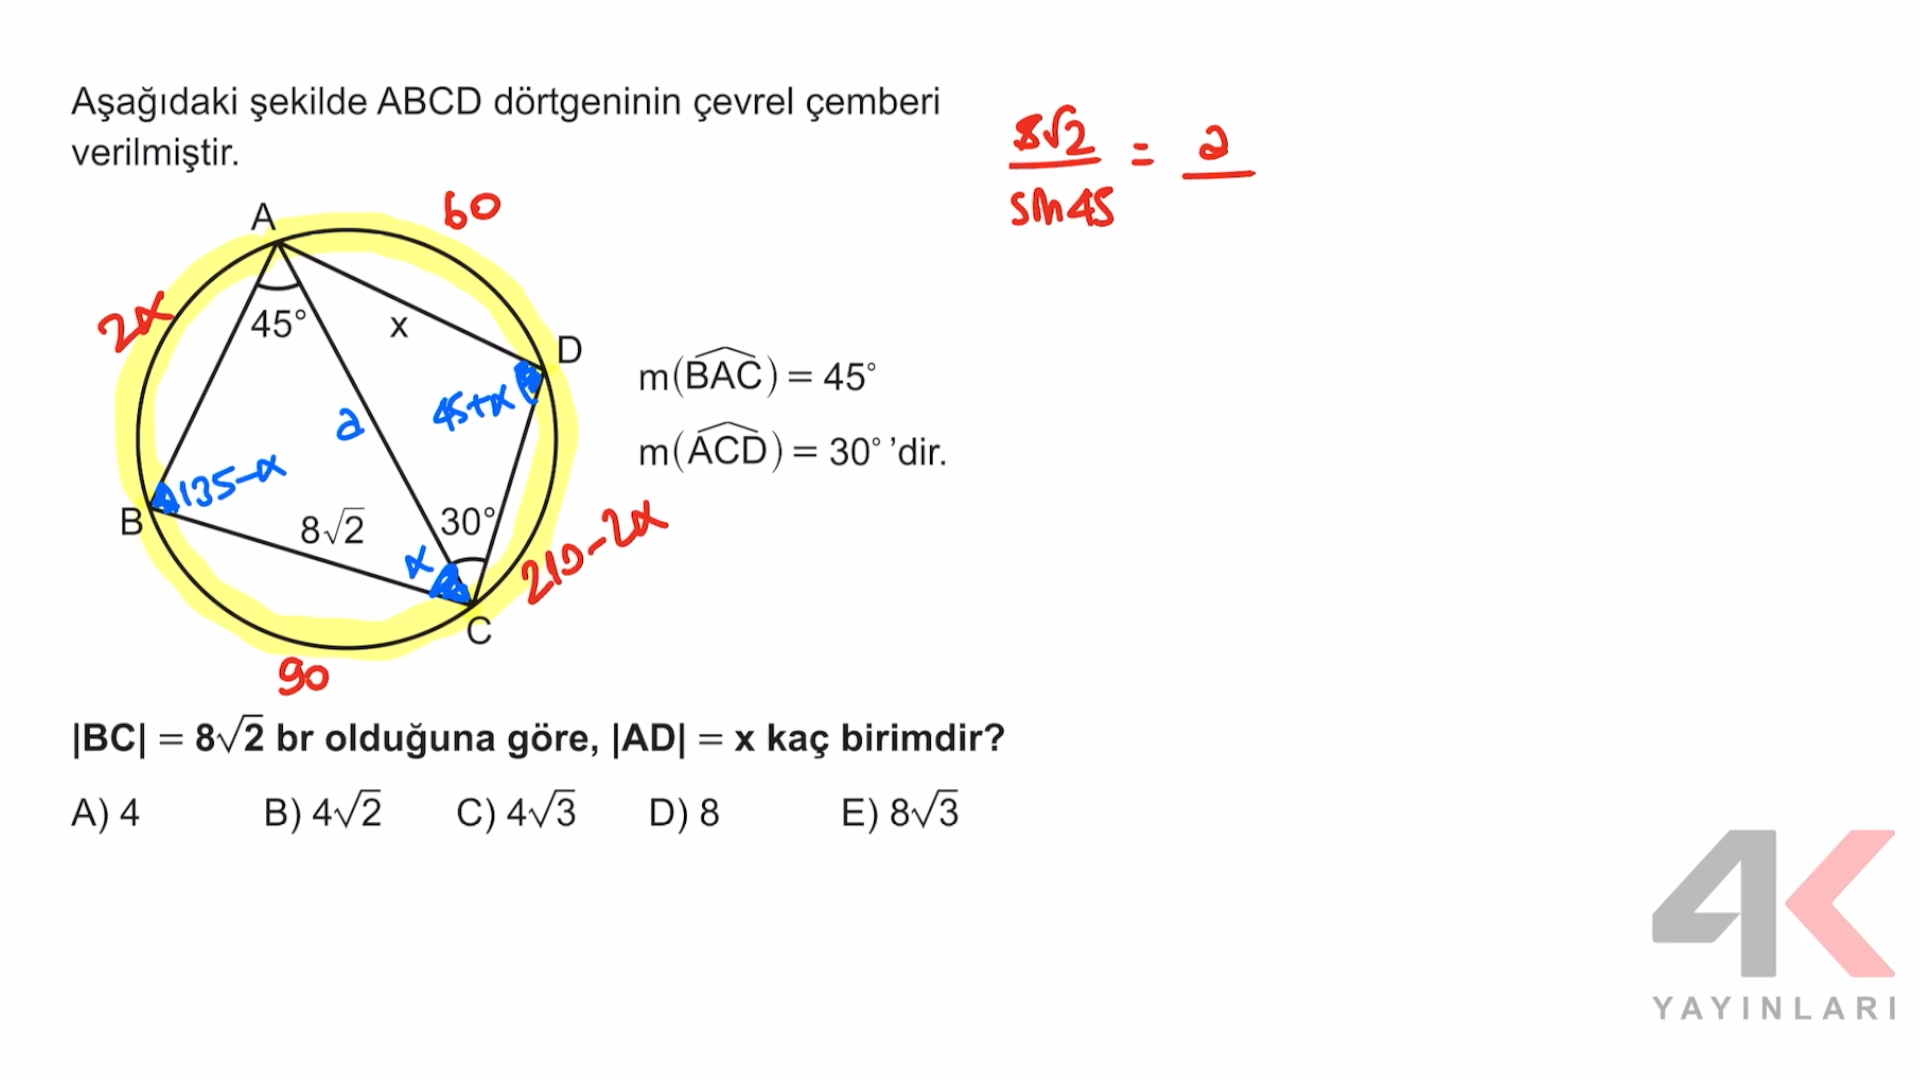 Aşağıdaki şekilde ABCD dörtgeninin çevrel çemberi
verilmiştir.
8√2 / sin45 = a
A
60
2α
45°
x
D
m(BAC) = 45°
45+α
a
m(ACD) = 30°'dir.
135-α
B
8√2
30°
α
210-2α
C
90
|BC| = 8√2 br olduğuna göre, |AD| = x kaç birimdir?
A) 4 B) 4√2 C) 4√3 D) 8 E) 8√3
4K
YAYINLARI